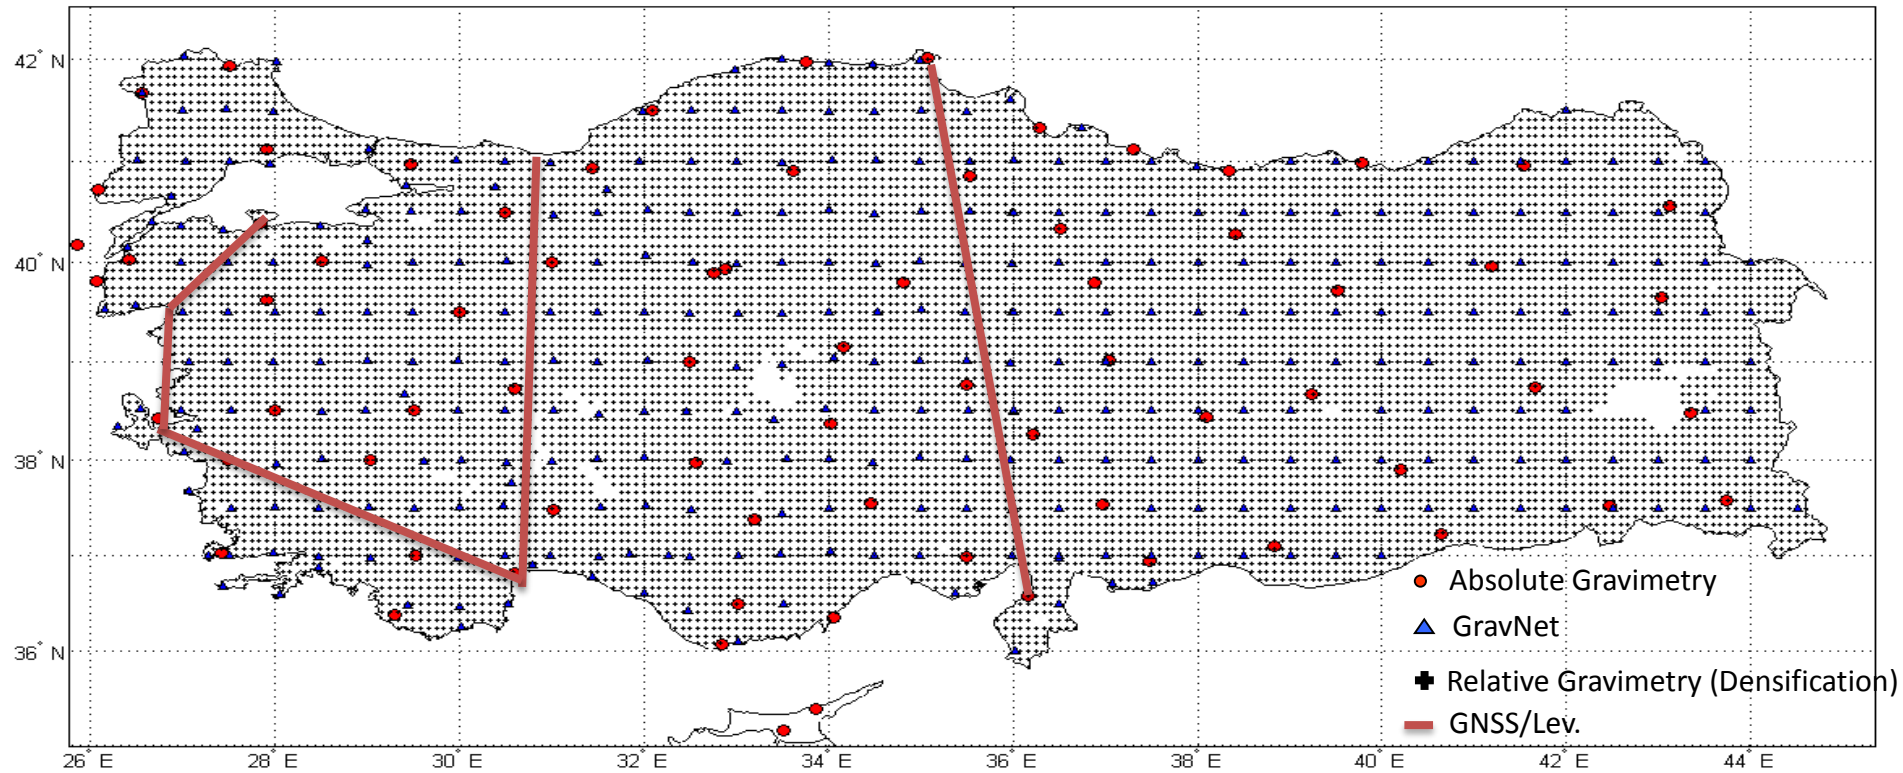 42° N
40° N
38° N
36° N
Absolute Gravimetry
GravNet
Relative Gravimetry (Densification)
GNSS/Lev.
26° E 28° E 30° E 32° E 34° E 36° E 38° E 40° E 42° E 44° E